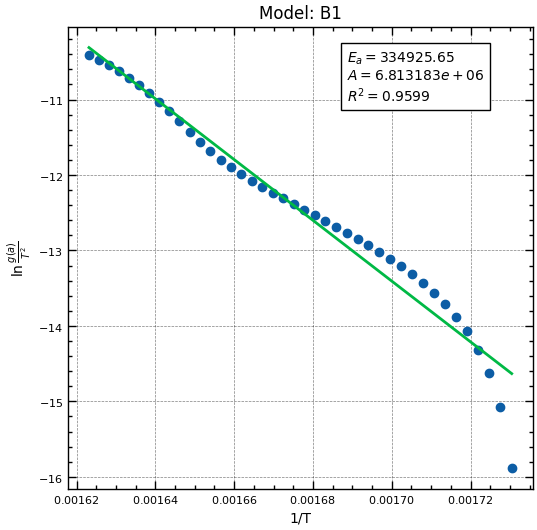 Model: B1
E_a = 334925.65
A = 6.813183e + 06
R^2 = 0.9599
ln g(a)/T^2
−11
−12
−13
−14
−15
−16
0.00162 0.00164 0.00166 0.00168 0.00170 0.00172
1/T